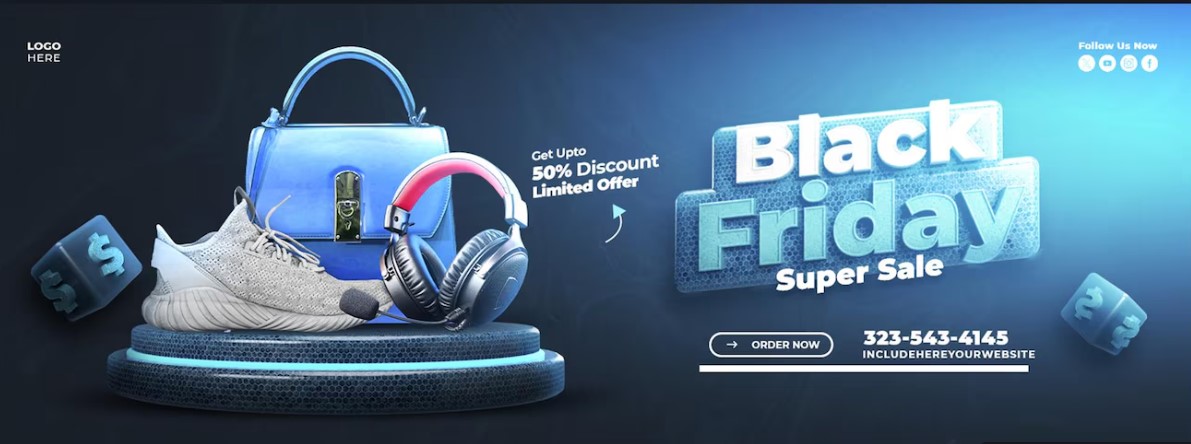 LOGO
HERE
Get Upto
50% Discount
Limited Offer
Follow Us Now
Black
Friday
Super Sale
ORDER NOW
323-543-4145
INCLUDEHEREYOURWEBSITE
$
$
$
$